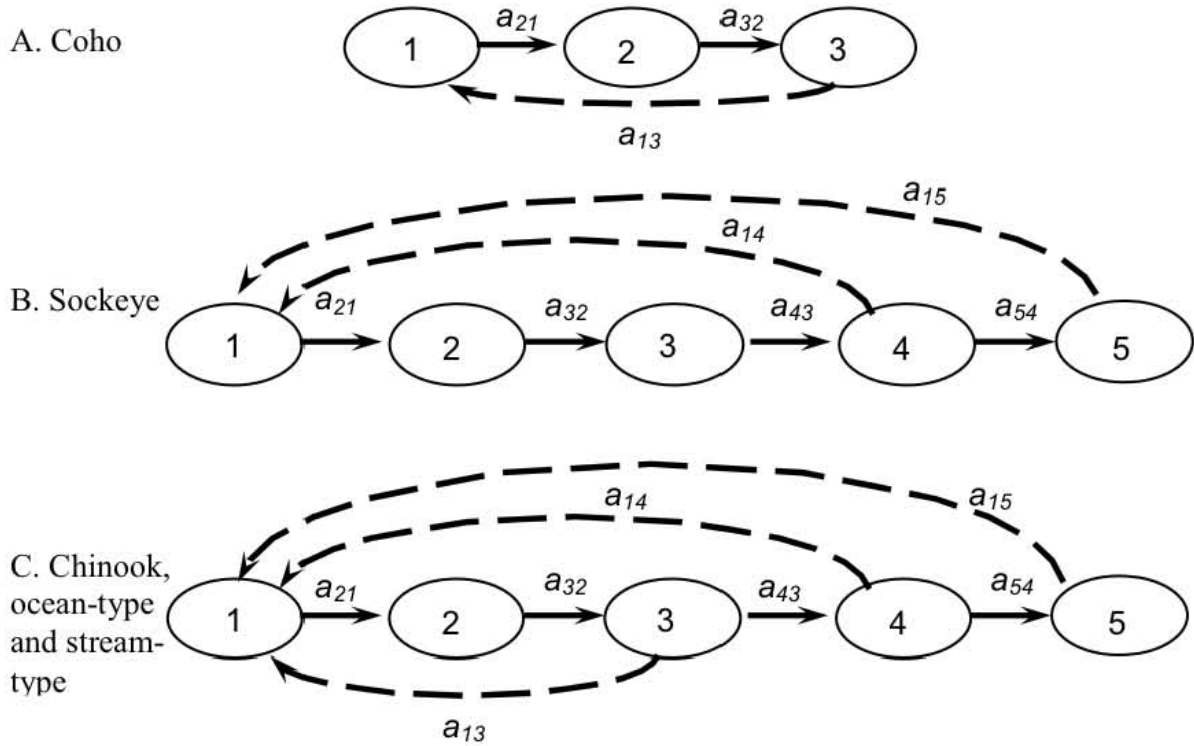 A. Coho
a21
a32
1
2
3
a13
a15
a14
B. Sockeye
a21
a32
a43
a54
1
2
3
4
5
a14
a15
C. Chinook,
ocean-type
and stream-
type
a21
a32
a43
a54
1
2
3
4
5
a13